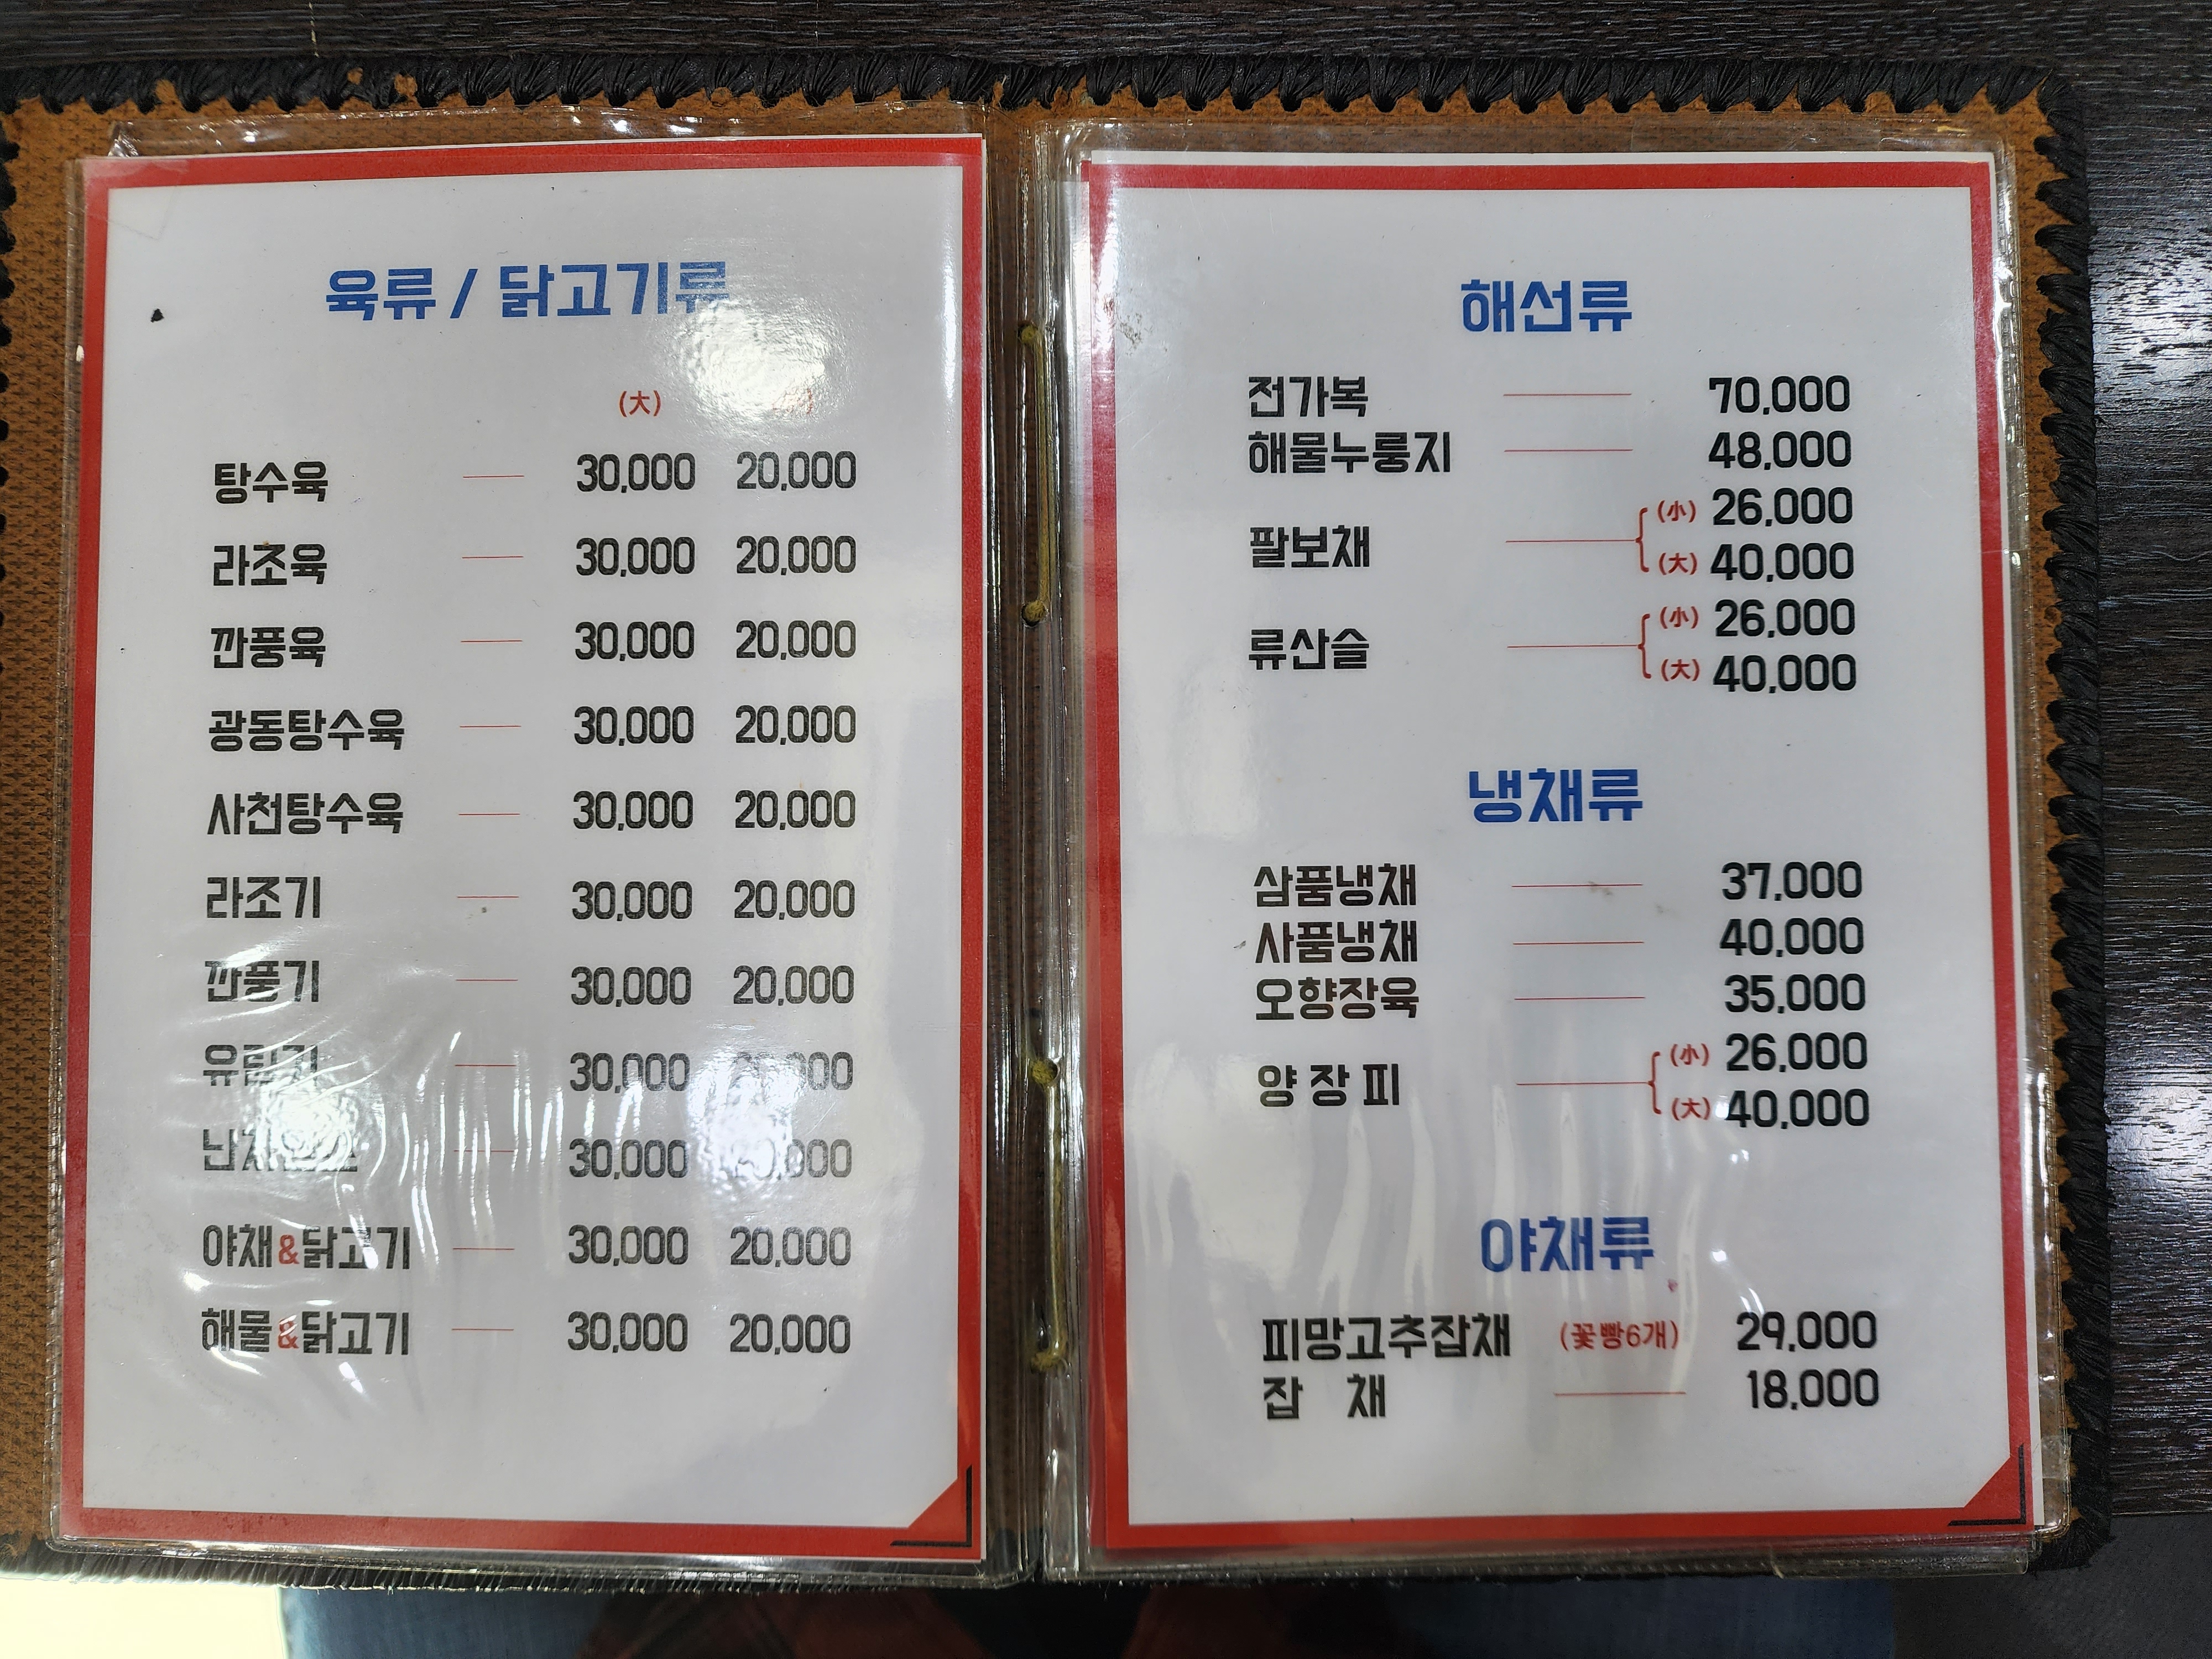 육류 / 닭고기류
(大) (小)
탕수육 30,000 20,000
라조육 30,000 20,000
깐풍육 30,000 20,000
광동탕수육 30,000 20,000
사천탕수육 30,000 20,000
라조기 30,000 20,000
깐풍기 30,000 20,000
유림기 30,000 20,000
30,000 20,000
야채&닭고기 30,000 20,000
해물&닭고기 30,000 20,000
해선류
전가복 70,000
해물누룽지 48,000
팔보채 (小) 26,000
(大) 40,000
류산슬 (小) 26,000
(大) 40,000
냉채류
삼품냉채 37,000
사품냉채 40,000
오향장육 35,000
양장피 (小) 26,000
(大) 40,000
야채류
피망고추잡채 (꽃빵6개) 29,000
잡 채 18,000